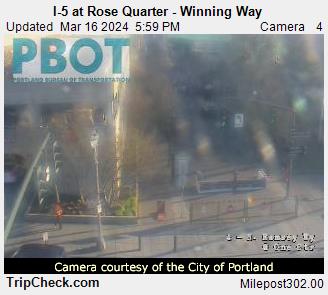 I-5 at Rose Quarter - Winning Way
Updated Mar 16 2024 5:59 PM Camera 4
PBOT
PORTLAND BUREAU OF TRANSPORTATION
Camera courtesy of the City of Portland
TripCheck.com Milepost302.00